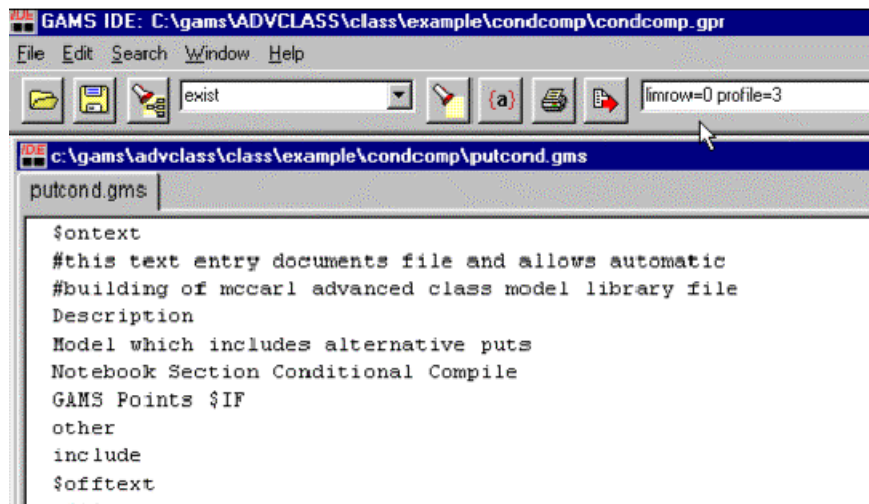 IDE GAMS IDE: C:\gams\ADVCLASS\class\example\condcomp\condcomp.gpr
File Edit Search Window Help
exist {a} limrow=0 profile=3
IDE c:\gams\advclass\class\example\condcomp\putcond.gms
putcond.gms
$ontext
#this text entry documents file and allows automatic
#building of mccarl advanced class model library file
Description
Model which includes alternative puts
Notebook Section Conditional Compile
GAMS Points $IF
other
include
$offtext